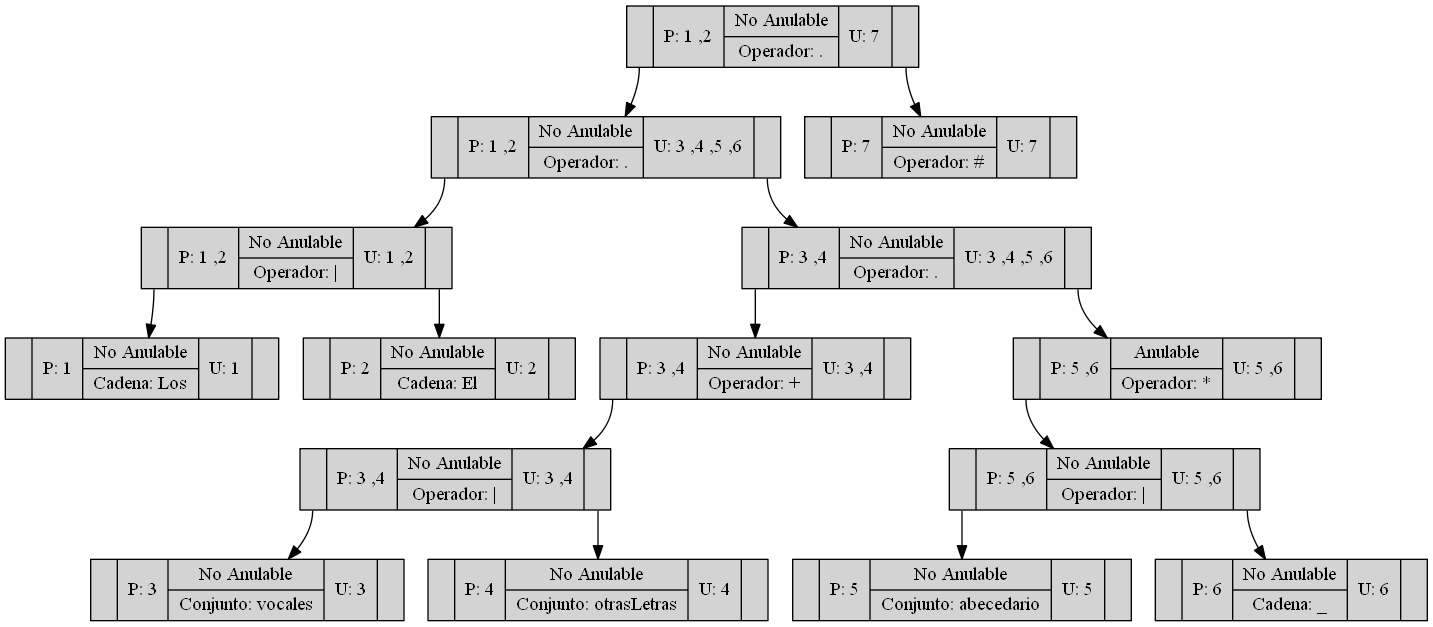 No Anulable
P: 1 ,2
U: 7
Operador: .
No Anulable
P: 1 ,2
U: 3 ,4 ,5 ,6
Operador: .
No Anulable
P: 7
U: 7
Operador: #
No Anulable
P: 1 ,2
U: 1 ,2
Operador: |
No Anulable
P: 3 ,4
U: 3 ,4 ,5 ,6
Operador: .
No Anulable
P: 1
U: 1
Cadena: Los
No Anulable
P: 2
U: 2
Cadena: El
No Anulable
P: 3 ,4
U: 3 ,4
Operador: +
Anulable
P: 5 ,6
U: 5 ,6
Operador: *
No Anulable
P: 3 ,4
U: 3 ,4
Operador: |
No Anulable
P: 5 ,6
U: 5 ,6
Operador: |
No Anulable
P: 3
U: 3
Conjunto: vocales
No Anulable
P: 4
U: 4
Conjunto: otrasLetras
No Anulable
P: 5
U: 5
Conjunto: abecedario
No Anulable
P: 6
U: 6
Cadena: _